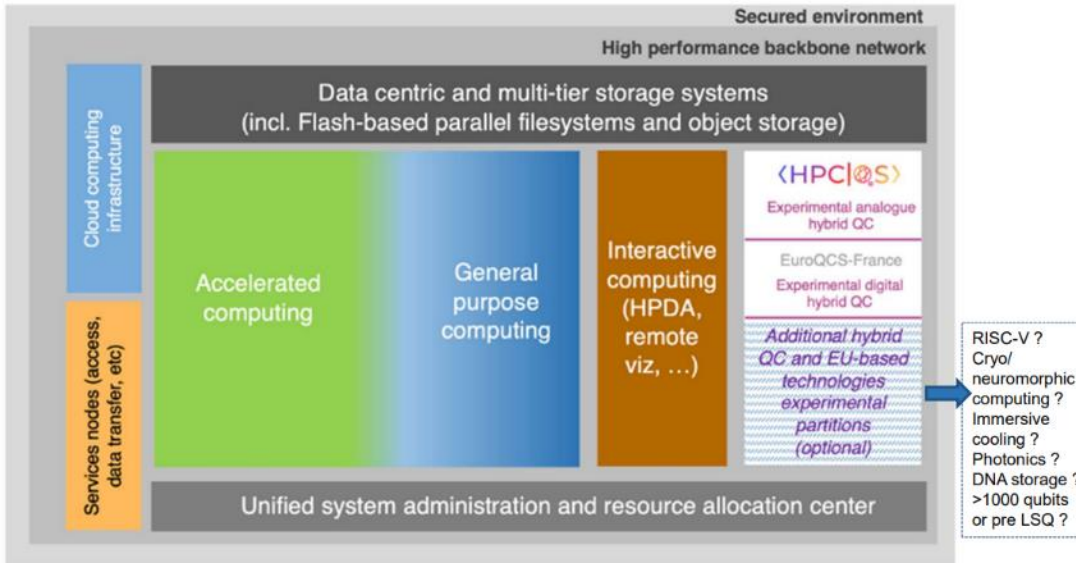 Secured environment
High performance backbone network
Cloud computing
infrastructure
Services nodes (access,
data transfer, etc)
Data centric and multi-tier storage systems
(incl. Flash-based parallel filesystems and object storage)
Accelerated
computing
General
purpose
computing
Interactive
computing
(HPDA,
remote
viz, ...)
<HPC|QS>
Experimental analogue
hybrid QC
EuroQCS-France
Experimental digital
hybrid QC
Additional hybrid
QC and EU-based
technologies
experimental
partitions
(optional)
RISC-V ?
Cryo/
neuromorphic
computing ?
Immersive
cooling ?
Photonics ?
DNA storage ?
>1000 qubits
or pre LSQ ?
Unified system administration and resource allocation center